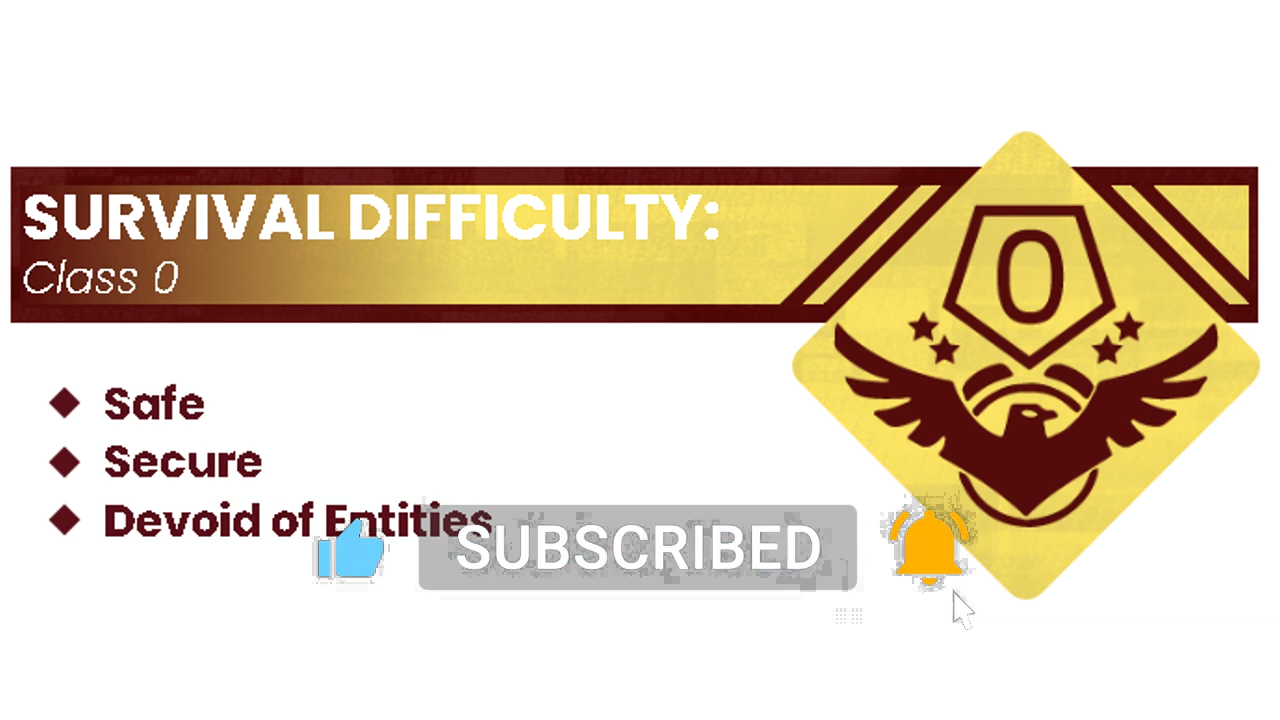 SURVIVAL DIFFICULTY:
Class 0
0
Safe
Secure
Devoid of Entities
SUBSCRIBED